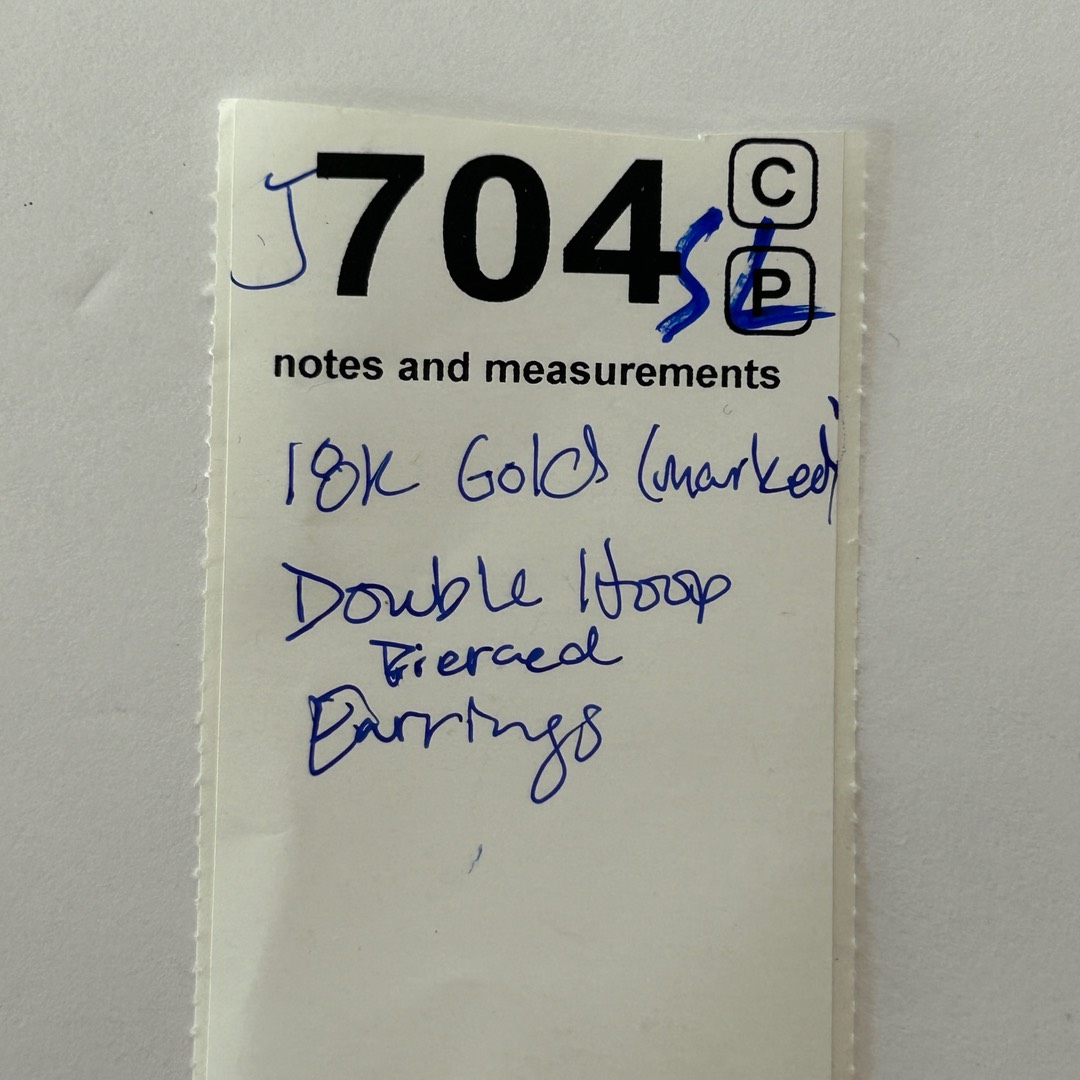 J704 SL
C
P
notes and measurements
18K Gold (marked)
Double Hoop
Pierced
Earrings